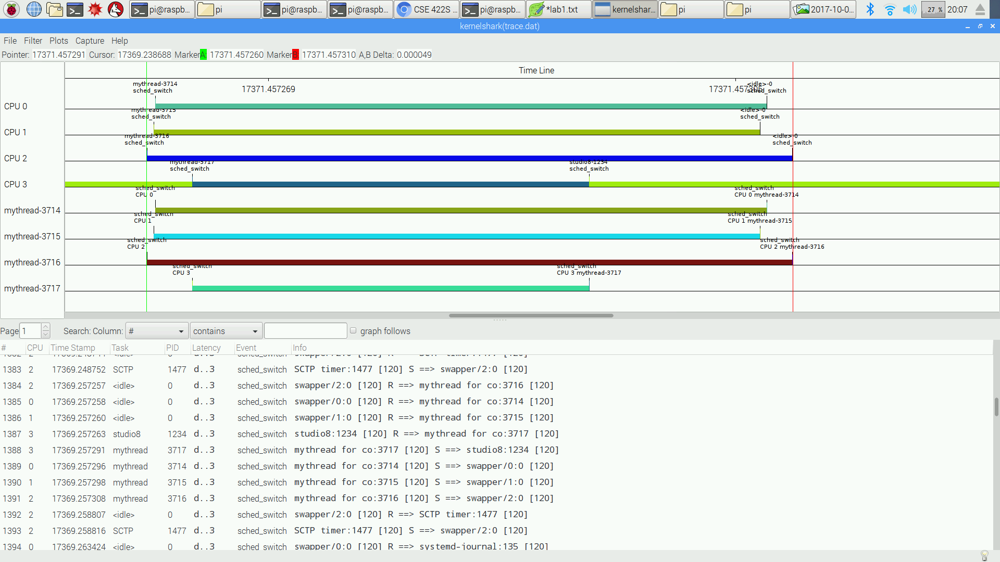 pi@raspb... pi pi@raspb... pi@raspb... CSE 422S ... pi@raspb... *lab1.txt kernelshar... pi pi 2017-10-0... 27 % 20:07
kernelshark(trace.dat)
File Filter Plots Capture Help
Pointer: 17371.457291 Cursor: 17369.238688 Marker A: 17371.457260 Marker B: 17371.457310 A,B Delta: 0.000049
Time Line
17371.457269 17371.457305
mythread-3714 <idle>-0
sched_switch sched_switch
CPU 0
mythread-3715 <idle>-0
sched_switch sched_switch
CPU 1
mythread-3716 <idle>-0
sched_switch sched_switch
CPU 2
mythread-3717 studio8-1234
sched_switch sched_switch
CPU 3
sched_switch sched_switch
CPU 0 CPU 0 mythread-3714
mythread-3714
sched_switch sched_switch
CPU 1 CPU 1 mythread-3715
mythread-3715
sched_switch sched_switch
CPU 2 CPU 2 mythread-3716
mythread-3716
sched_switch sched_switch
CPU 3 CPU 3 mythread-3717
mythread-3717
Page 1 Search: Column: # contains graph follows
# CPU Time Stamp Task PID Latency Event Info
1383 2 17369.248752 SCTP 1477 d..3 sched_switch SCTP timer:1477 [120] S ==> swapper/2:0 [120]
1384 2 17369.257257 <idle> 0 d..3 sched_switch swapper/2:0 [120] R ==> mythread for co:3716 [120]
1385 0 17369.257258 <idle> 0 d..3 sched_switch swapper/0:0 [120] R ==> mythread for co:3714 [120]
1386 1 17369.257260 <idle> 0 d..3 sched_switch swapper/1:0 [120] R ==> mythread for co:3715 [120]
1387 3 17369.257263 studio8 1234 d..3 sched_switch studio8:1234 [120] R ==> mythread for co:3717 [120]
1388 3 17369.257291 mythread 3717 d..3 sched_switch mythread for co:3717 [120] S ==> studio8:1234 [120]
1389 0 17369.257296 mythread 3714 d..3 sched_switch mythread for co:3714 [120] S ==> swapper/0:0 [120]
1390 1 17369.257298 mythread 3715 d..3 sched_switch mythread for co:3715 [120] S ==> swapper/1:0 [120]
1391 2 17369.257308 mythread 3716 d..3 sched_switch mythread for co:3716 [120] S ==> swapper/2:0 [120]
1392 2 17369.258807 <idle> 0 d..3 sched_switch swapper/2:0 [120] R ==> SCTP timer:1477 [120]
1393 2 17369.258816 SCTP 1477 d..3 sched_switch SCTP timer:1477 [120] S ==> swapper/2:0 [120]
1394 0 17369.263424 <idle> 0 d..3 sched_switch swapper/0:0 [120] R ==> systemd-journal:135 [120]